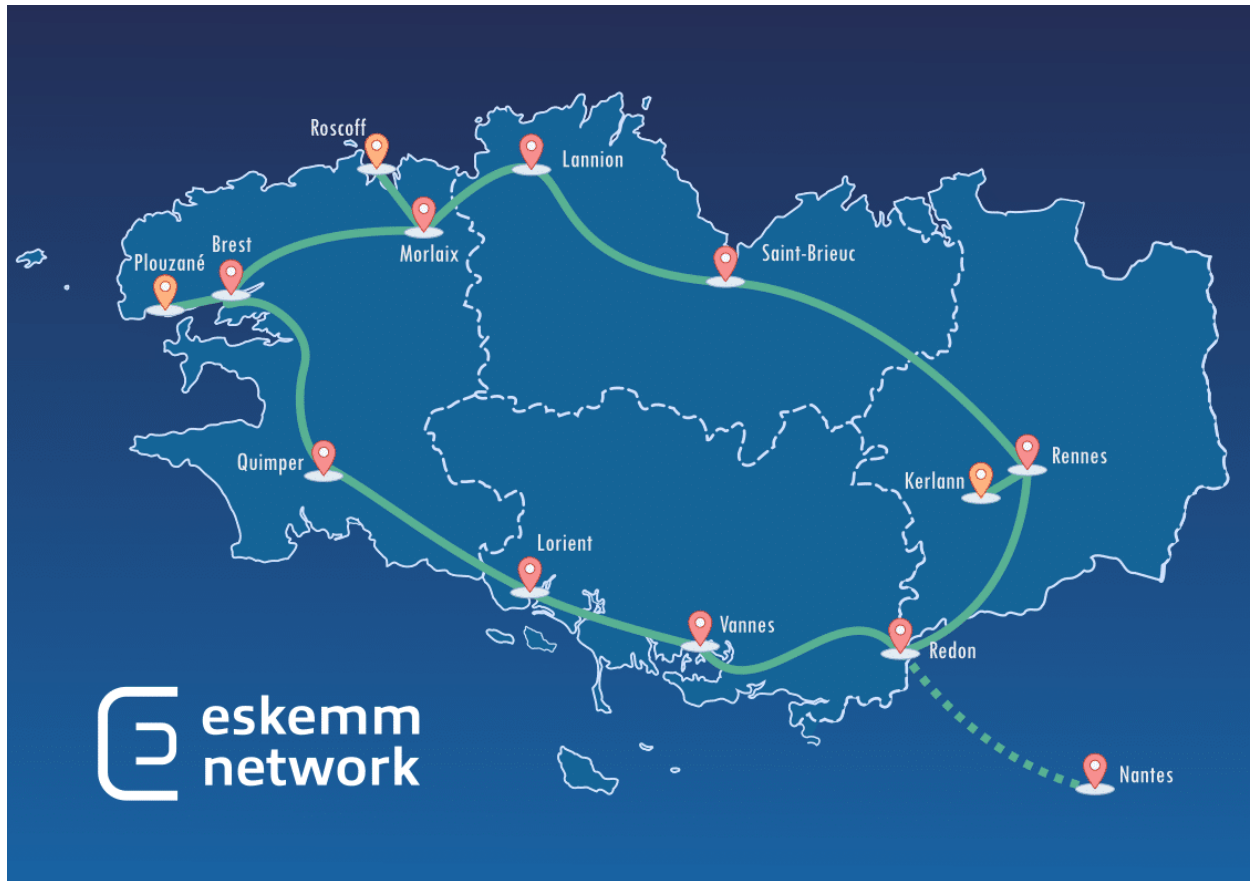 Roscoff
Lannion
Brest
Morlaix
Saint-Brieuc
Plouzané
Quimper
Rennes
Kerlann
Lorient
Vannes
Redon
eskemm
network
Nantes